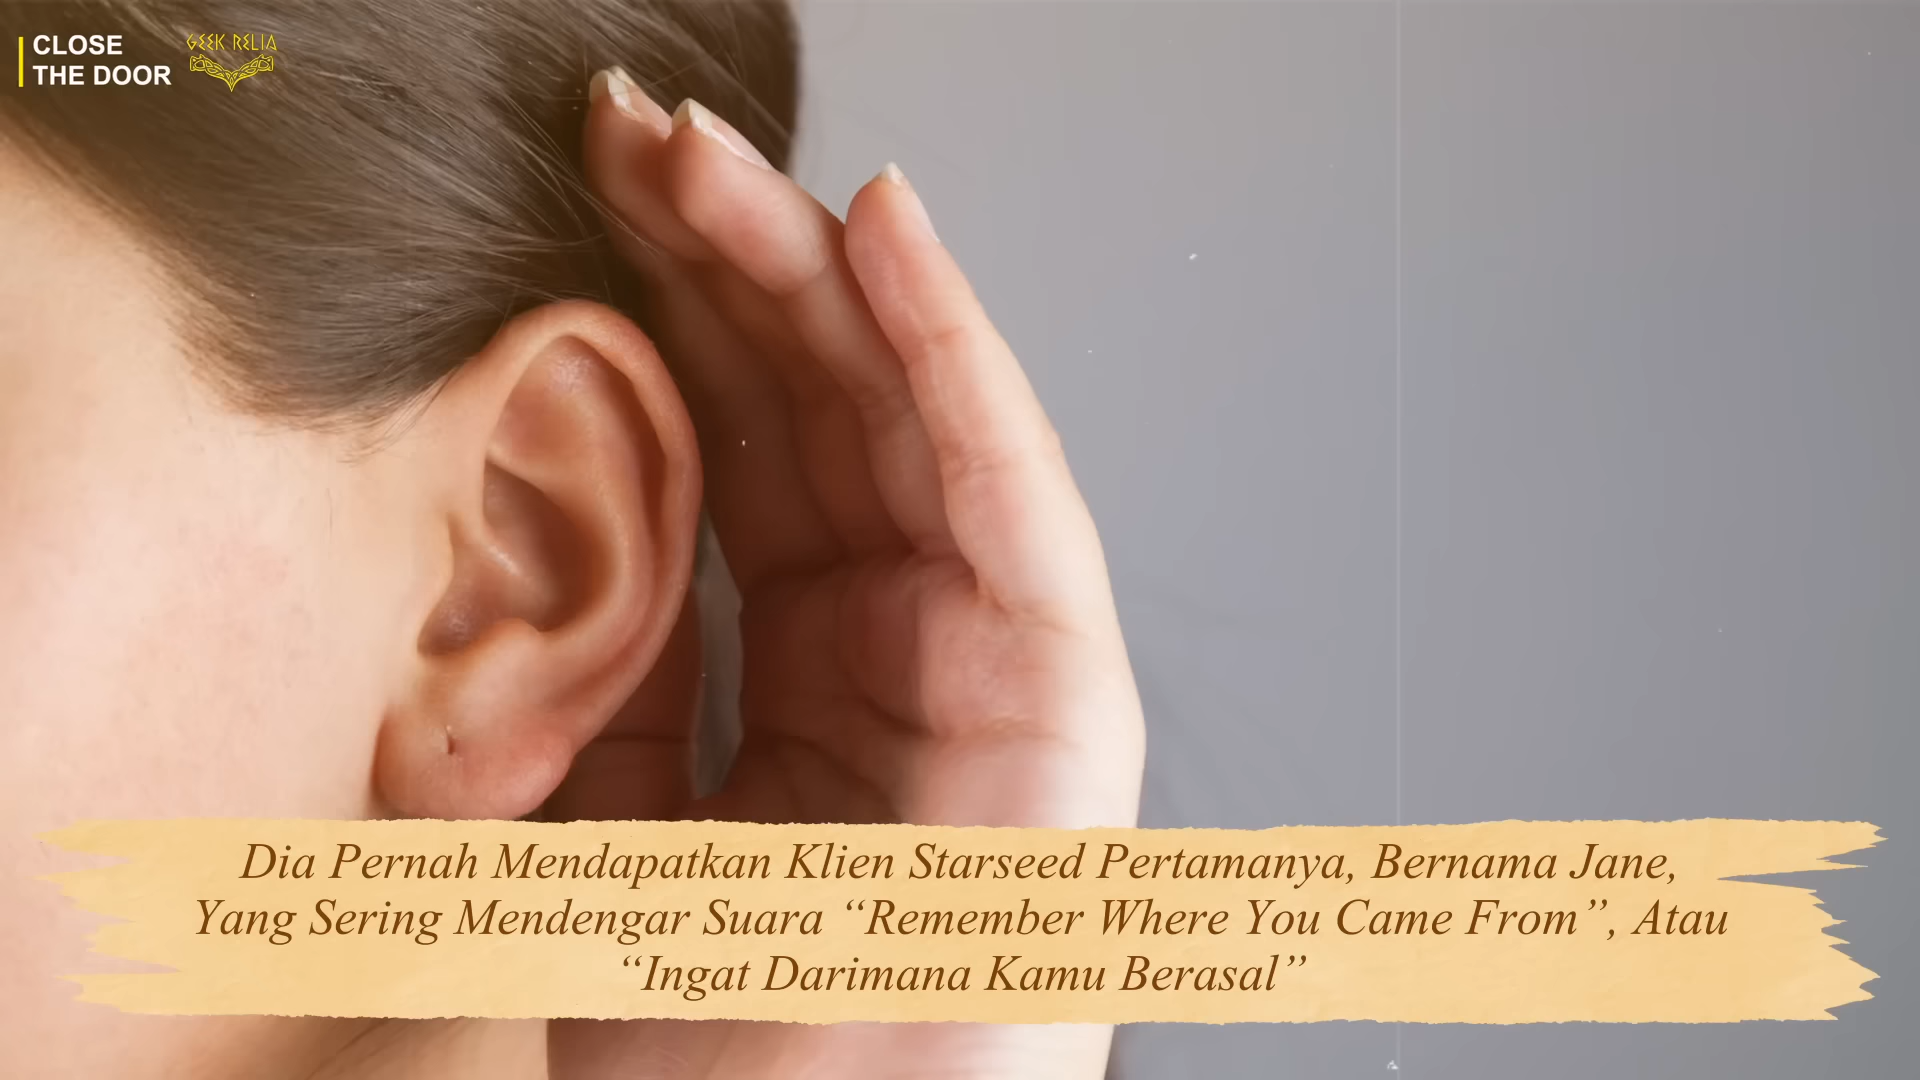 CLOSE
THE DOOR
GEEK RELIA
Dia Pernah Mendapatkan Klien Starseed Pertamanya, Bernama Jane,
Yang Sering Mendengar Suara “Remember Where You Came From”, Atau
“Ingat Darimana Kamu Berasal”